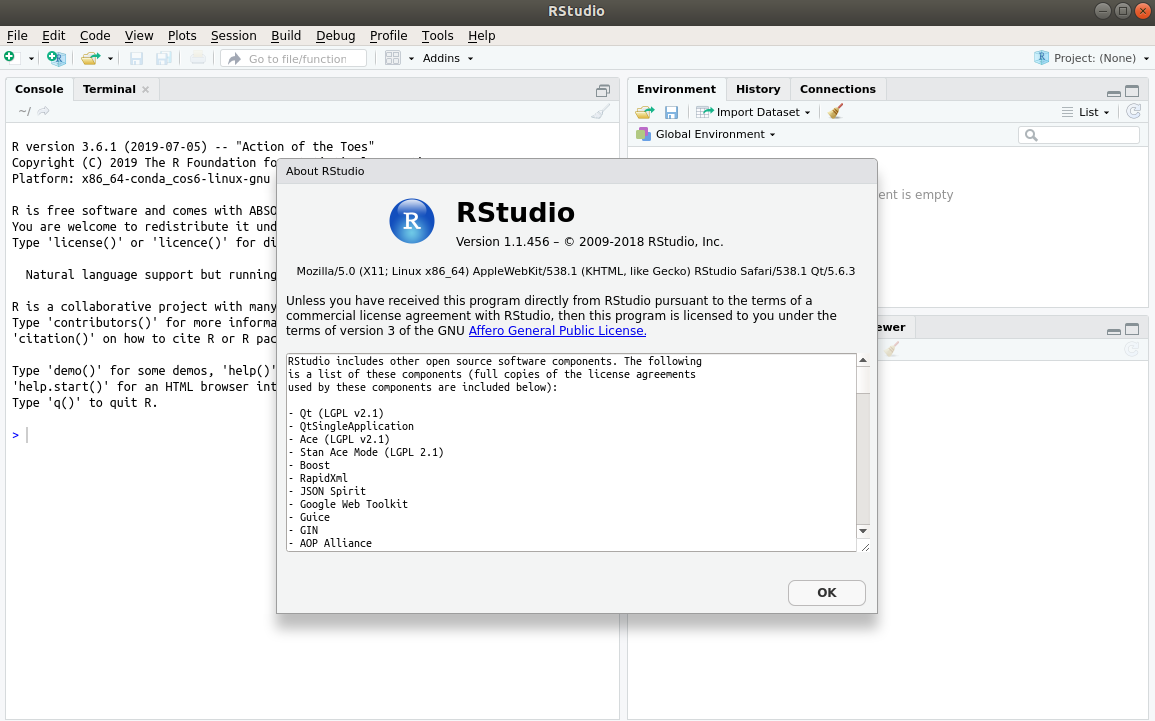 RStudio
File Edit Code View Plots Session Build Debug Profile Tools Help
Go to file/function Addins Project: (None)
Console Terminal
~/
R version 3.6.1 (2019-07-05) -- "Action of the Toes"
Copyright (C) 2019 The R Foundation
Platform: x86_64-conda_cos6-linux-gnu
R is free software and comes with
You are welcome to redistribute it
Type 'license()' or 'licence()' for
Natural language support but running
R is a collaborative project with many
Type 'contributors()' for more
'citation()' on how to cite R or R
Type 'demo()' for some demos, 'help()'
'help.start()' for an HTML browser
Type 'q()' to quit R.
>
Environment History Connections
Import Dataset List
Global Environment
is empty
About RStudio
R
RStudio
Version 1.1.456 – © 2009-2018 RStudio, Inc.
Mozilla/5.0 (X11; Linux x86_64) AppleWebKit/538.1 (KHTML, like Gecko) RStudio Safari/538.1 Qt/5.6.3
Unless you have received this program directly from RStudio pursuant to the terms of a
commercial license agreement with RStudio, then this program is licensed to you under the
terms of version 3 of the GNU Affero General Public License.
RStudio includes other open source software components. The following
is a list of these components (full copies of the license agreements
used by these components are included below):
- Qt (LGPL v2.1)
- QtSingleApplication
- Ace (LGPL v2.1)
- Stan Ace Mode (LGPL 2.1)
- Boost
- RapidXml
- JSON Spirit
- Google Web Toolkit
- Guice
- GIN
- AOP Alliance
OK